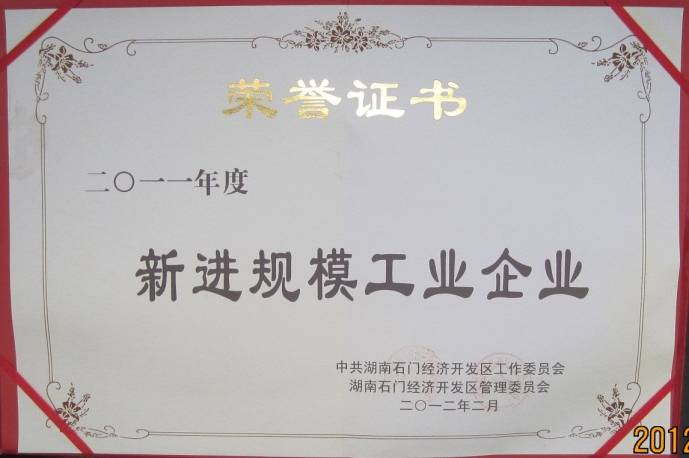 荣誉证书
二〇一一年度
新进规模工业企业
中共湖南石门经济开发区工作委员会
湖南石门经济开发区管理委员会
二〇一二年二月
2012